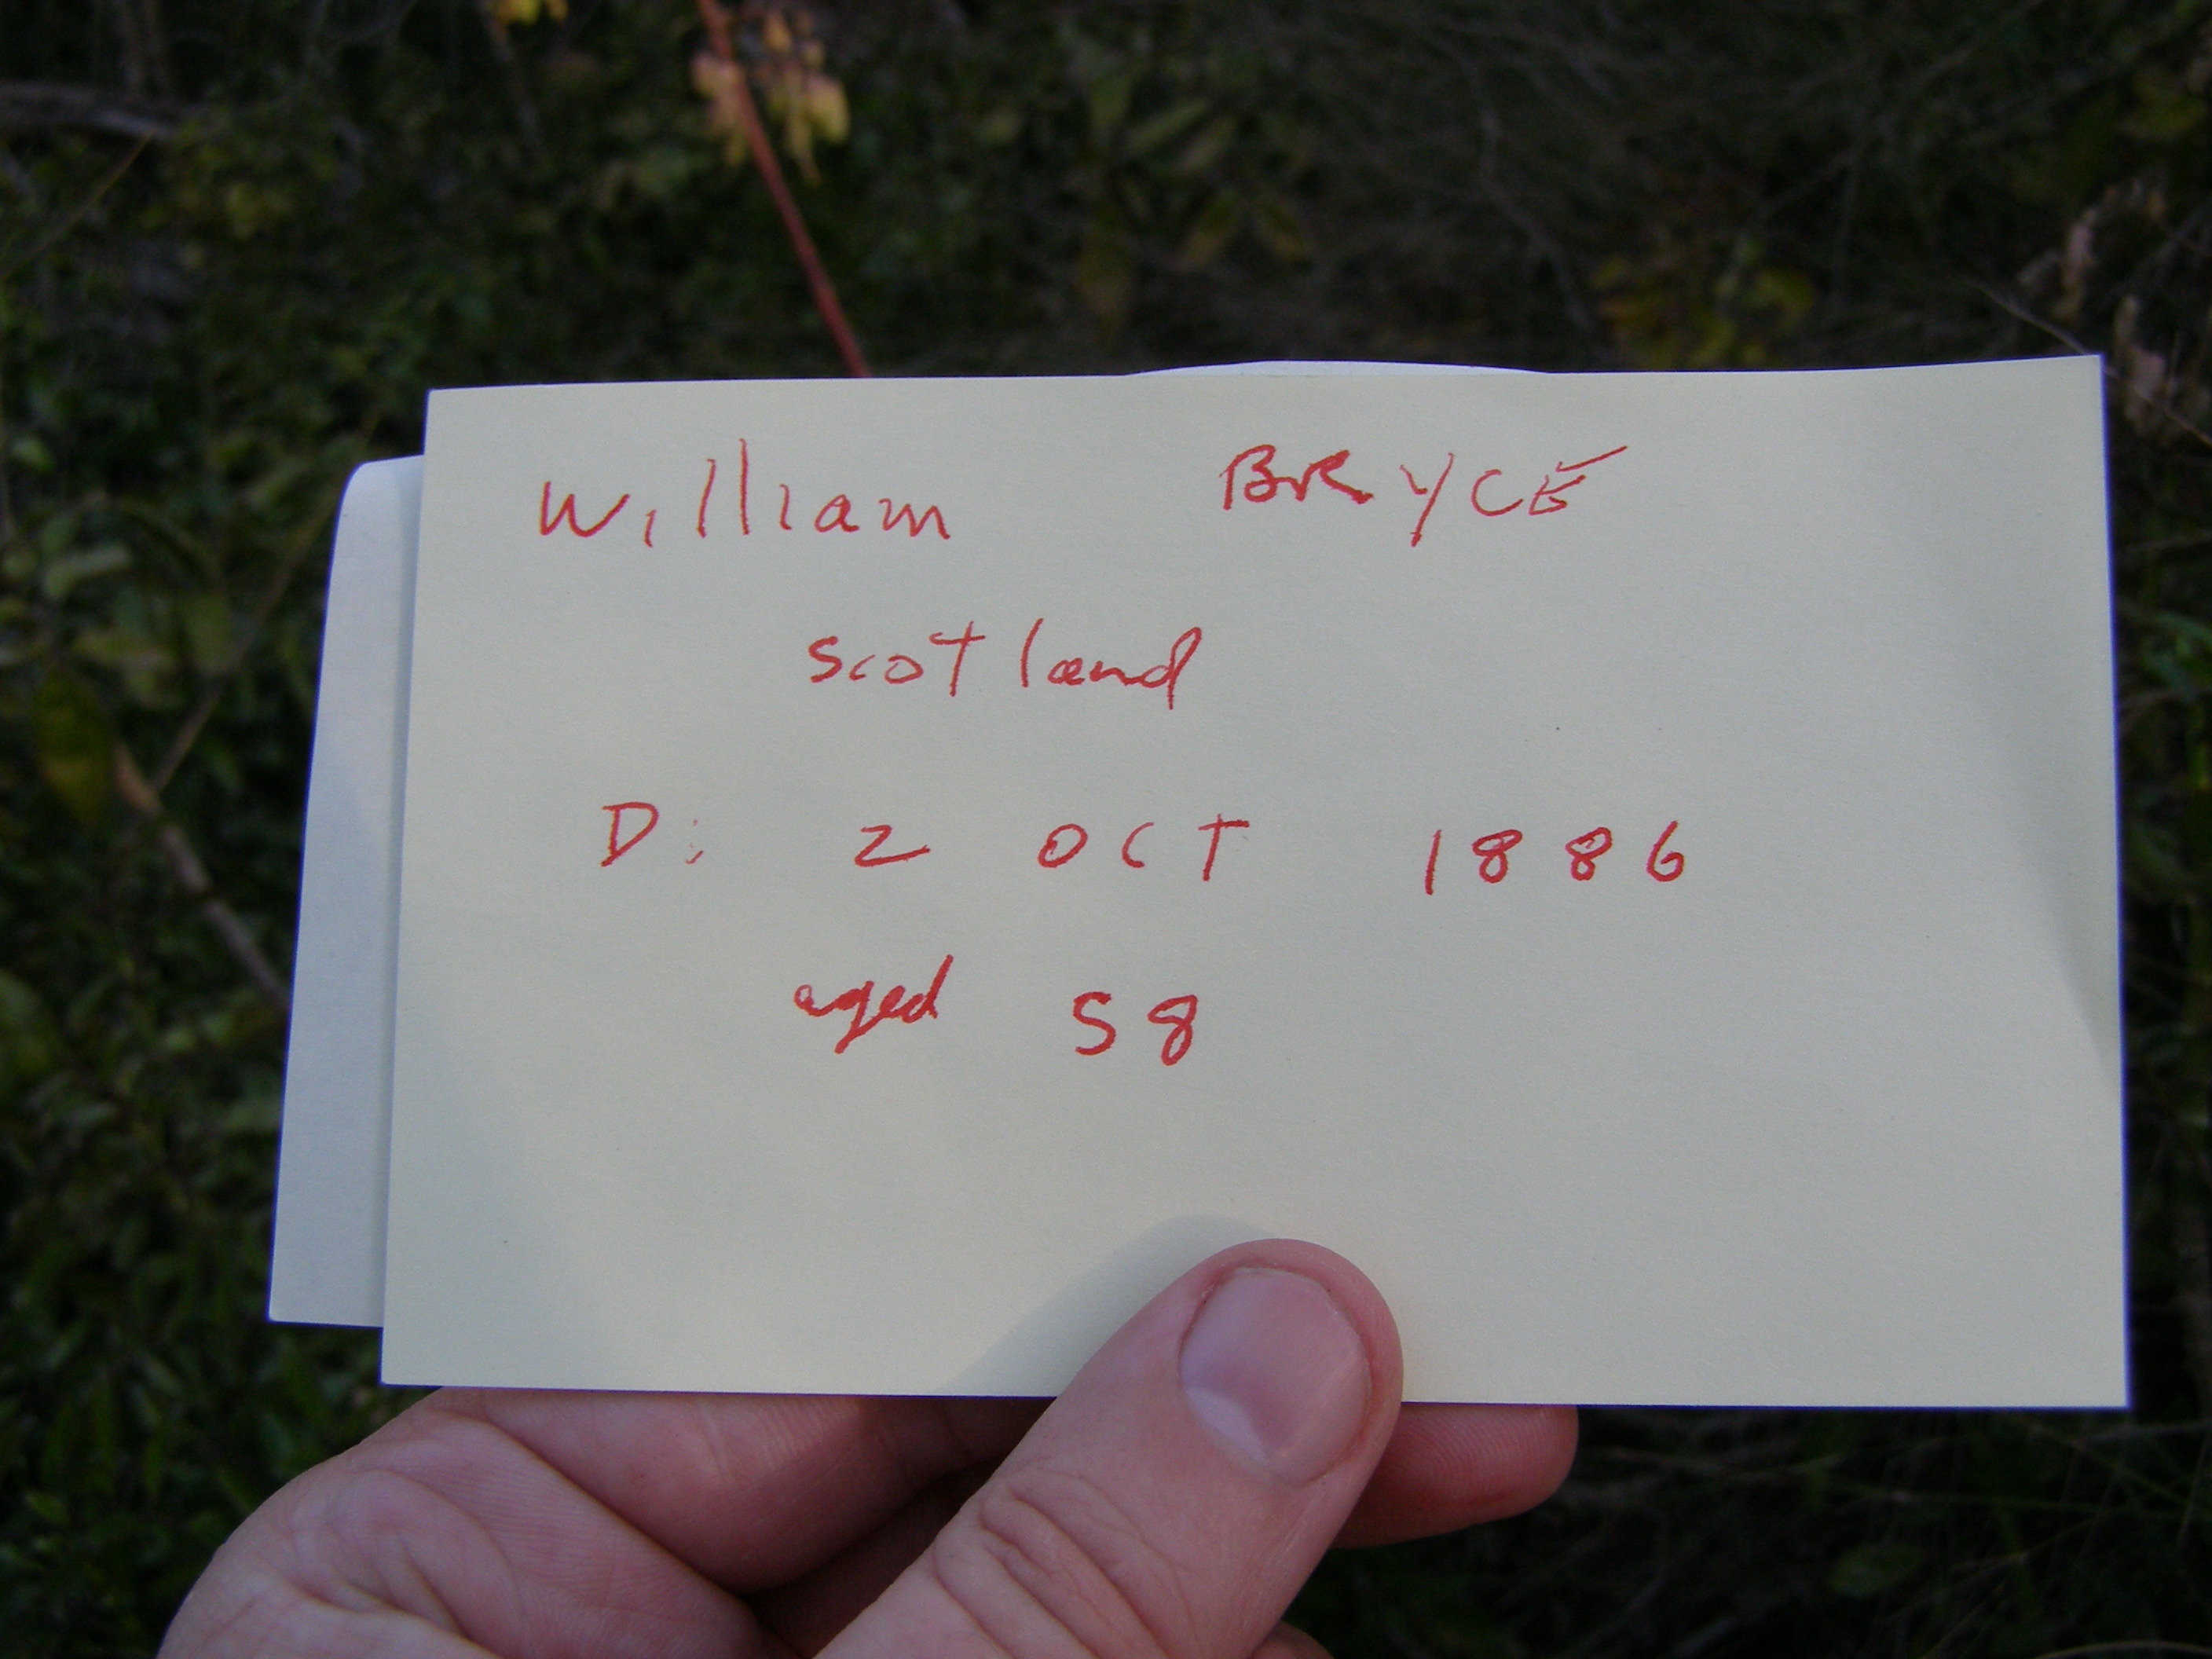 William BRYCE
Scotland
D: 2 OCT 1886
aged 58